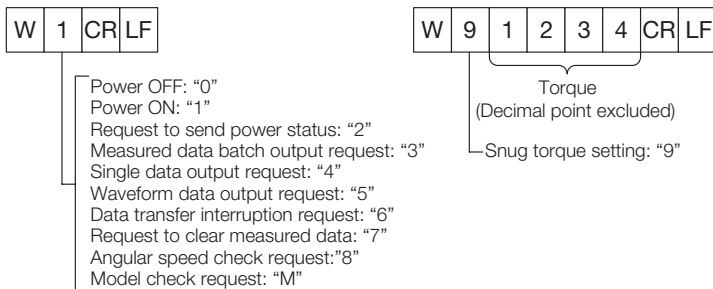 W 1 CR LF
Power OFF: “0”
Power ON: “1”
Request to send power status: “2”
Measured data batch output request: “3”
Single data output request: “4”
Waveform data output request: “5”
Data transfer interruption request: “6”
Request to clear measured data: “7”
Angular speed check request:”8”
Model check request: “M”
W 9 1 2 3 4 CR LF
Torque
(Decimal point excluded)
Snug torque setting: “9”